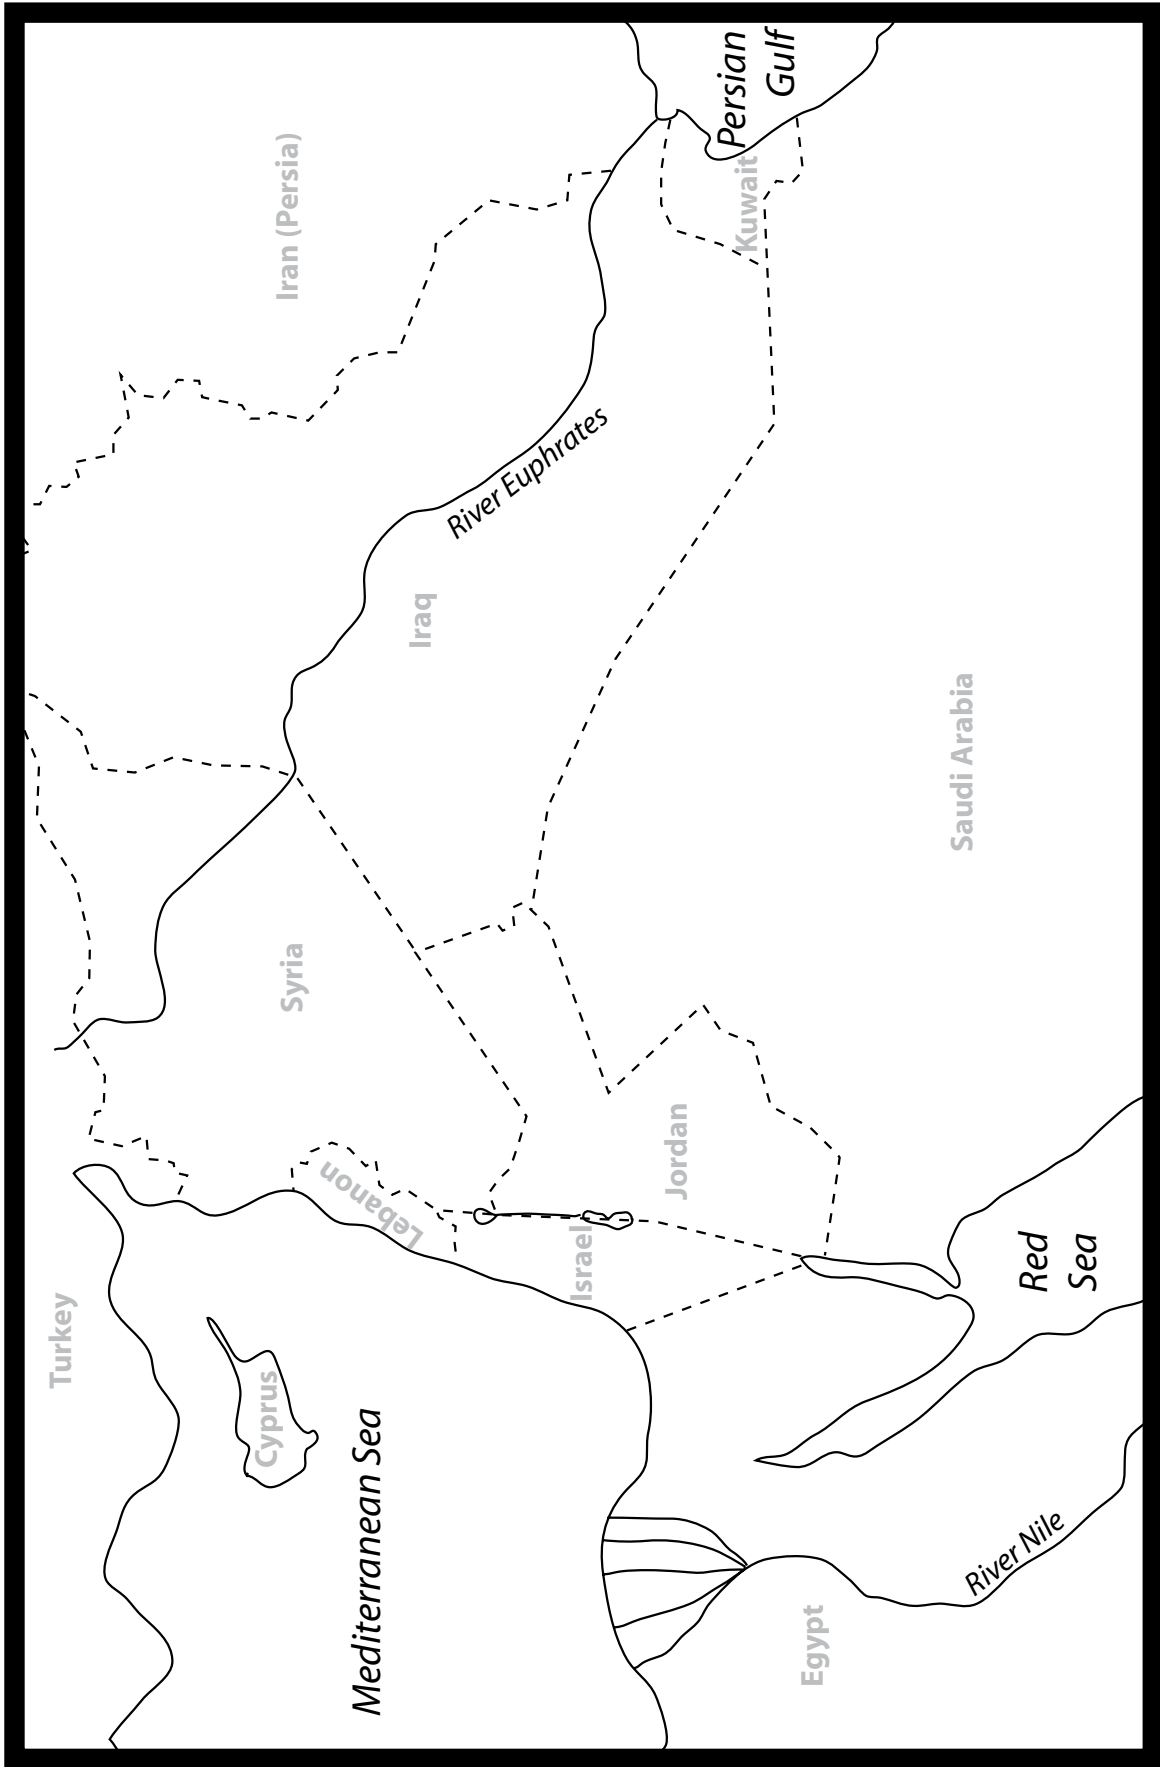 Turkey
Cyprus
Mediterranean Sea
Syria
Lebanon
Israel
Jordan
Iraq
River Euphrates
Iran (Persia)
Kuwait
Persian
Gulf
Saudi Arabia
Red
Sea
Egypt
River Nile